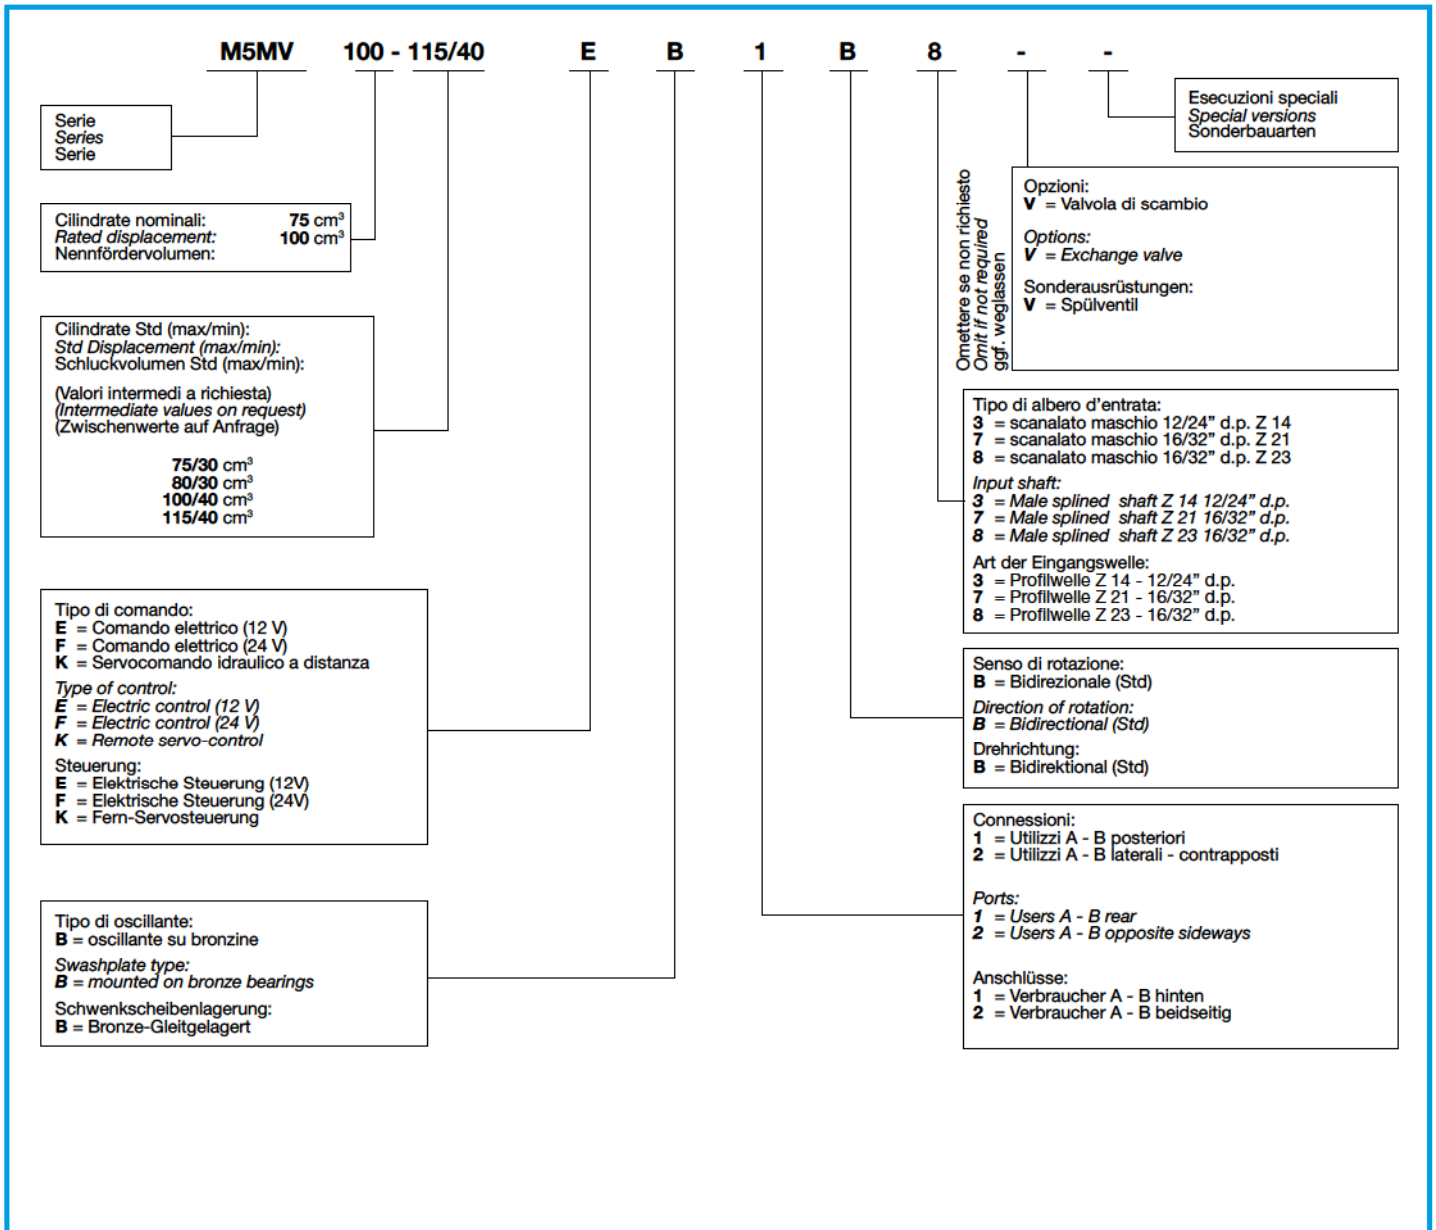 M5MV 100 - 115/40 E B 1 B 8 - -
Serie
Series
Serie
Cilindrate nominali: 75 cm³
Rated displacement: 100 cm³
Nennfördervolumen:
Cilindrate Std (max/min):
Std Displacement (max/min):
Schluckvolumen Std (max/min):
(Valori intermedi a richiesta)
(Intermediate values on request)
(Zwischenwerte auf Anfrage)
75/30 cm³
80/30 cm³
100/40 cm³
115/40 cm³
Tipo di comando:
E = Comando elettrico (12 V)
F = Comando elettrico (24 V)
K = Servocomando idraulico a distanza
Type of control:
E = Electric control (12 V)
F = Electric control (24 V)
K = Remote servo-control
Steuerung:
E = Elektrische Steuerung (12V)
F = Elektrische Steuerung (24V)
K = Fern-Servosteuerung
Tipo di oscillante:
B = oscillante su bronzine
Swashplate type:
B = mounted on bronze bearings
Schwenkscheibenlagerung:
B = Bronze-Gleitgelagert
Esecuzioni speciali
Special versions
Sonderbauarten
Omettere se non richiesto
Omit if not required
ggf. weglassen
Opzioni:
V = Valvola di scambio
Options:
V = Exchange valve
Sonderausrüstungen:
V = Spülventil
Tipo di albero d'entrata:
3 = scanalato maschio 12/24” d.p. Z 14
7 = scanalato maschio 16/32” d.p. Z 21
8 = scanalato maschio 16/32” d.p. Z 23
Input shaft:
3 = Male splined shaft Z 14 12/24” d.p.
7 = Male splined shaft Z 21 16/32” d.p.
8 = Male splined shaft Z 23 16/32” d.p.
Art der Eingangswelle:
3 = Profilwelle Z 14 - 12/24” d.p.
7 = Profilwelle Z 21 - 16/32” d.p.
8 = Profilwelle Z 23 - 16/32” d.p.
Senso di rotazione:
B = Bidirezionale (Std)
Direction of rotation:
B = Bidirectional (Std)
Drehrichtung:
B = Bidirektional (Std)
Connessioni:
1 = Utilizzi A - B posteriori
2 = Utilizzi A - B laterali - contrapposti
Ports:
1 = Users A - B rear
2 = Users A - B opposite sideways
Anschlüsse:
1 = Verbraucher A - B hinten
2 = Verbraucher A - B beidseitig